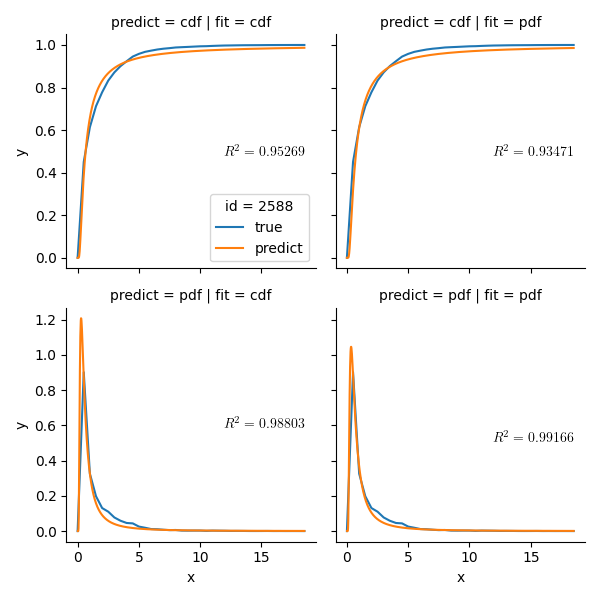 predict = cdf | fit = cdf
predict = cdf | fit = pdf
1.0
0.8
0.6
0.4
0.2
0.0
y
R² = 0.95269
R² = 0.93471
id = 2588
true
predict
predict = pdf | fit = cdf
predict = pdf | fit = pdf
1.2
1.0
0.8
0.6
0.4
0.2
0.0
y
R² = 0.98803
R² = 0.99166
0 5 10 15
0 5 10 15
x
x